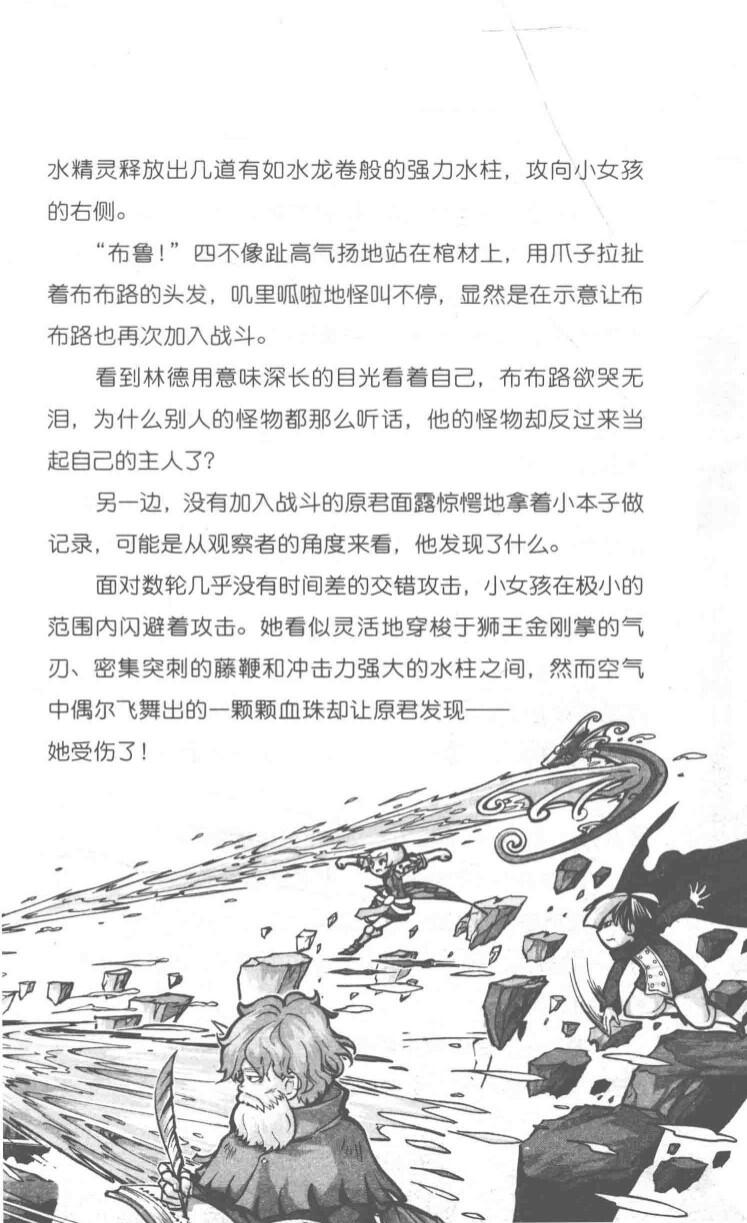 水精灵释放出几道有如水龙卷般的强力水柱，攻向小女孩
的右侧。
“布鲁！”四不像趾高气扬地站在棺材上，用爪子拉扯
着布布路的头发，叽里呱啦地怪叫不停，显然是在示意让布
布路也再次加入战斗。
看到林德用意味深长的目光看着自己，布布路欲哭无
泪，为什么别人的怪物都那么听话，他的怪物却反过来当
起自己的主人了？
另一边，没有加入战斗的原君面露惊愕地拿着小本子做
记录，可能是从观察者的角度来看，他发现了什么。
面对数轮几乎没有时间差的交错攻击，小女孩在极小的
范围内闪避着攻击。她看似灵活地穿梭于狮王金刚掌的气
刃、密集突刺的藤鞭和冲击力强大的水柱之间，然而空气
中偶尔飞舞出的一颗颗血珠却让原君发现——
她受伤了！